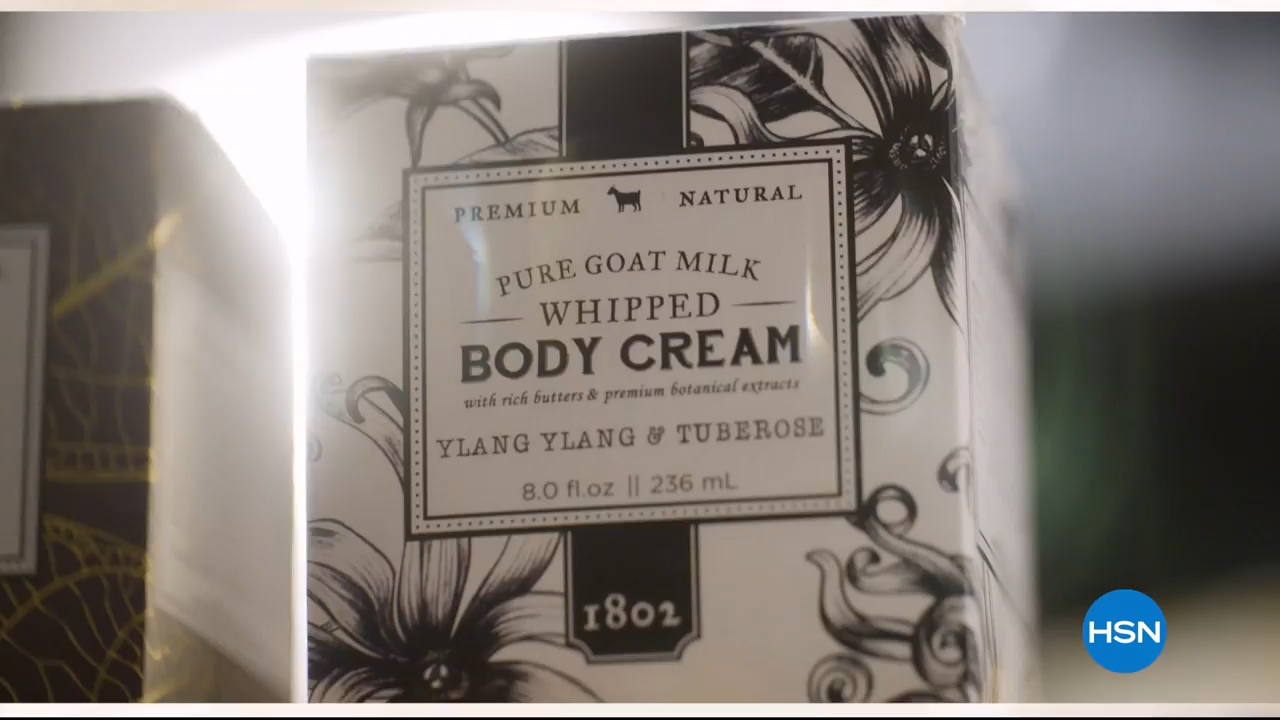 PREMIUM NATURAL
PURE GOAT MILK
WHIPPED
BODY CREAM
with rich butters & premium botanical extracts
YLANG YLANG & TUBEROSE
8.0 fl.oz || 236 mL
1802
HSN